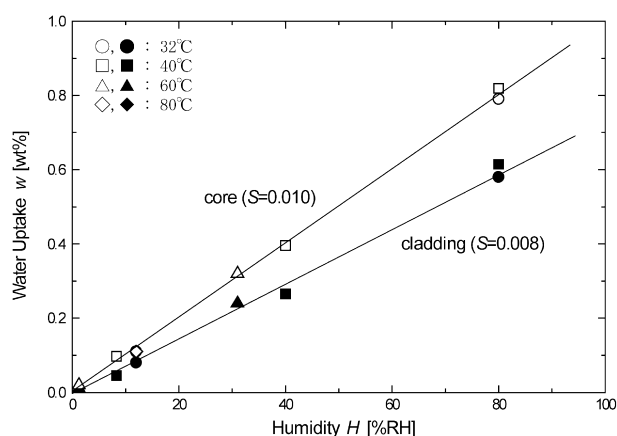 1.0
0.8
0.6
0.4
0.2
0.0
Water Uptake w [wt%]
○, ● : 32℃
□, ■ : 40℃
△, ▲ : 60℃
◇, ◆ : 80℃
core (S=0.010)
cladding (S=0.008)
0 20 40 60 80 100
Humidity H [%RH]